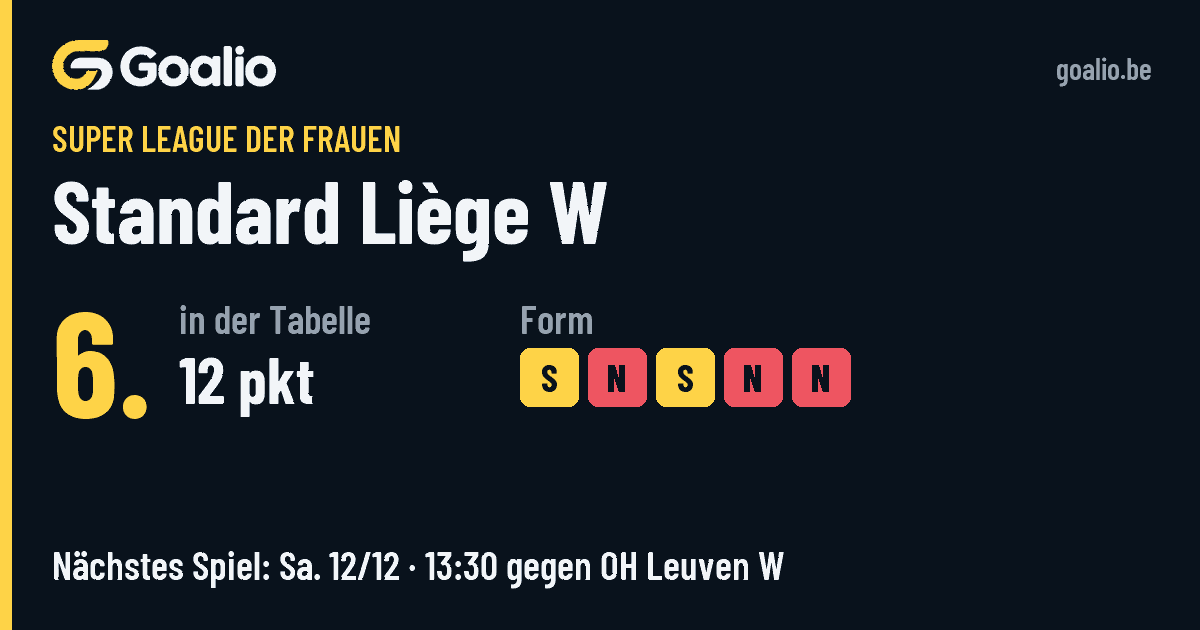 Goalio
goalio.be
SUPER LEAGUE DER FRAUEN
Standard Liège W
6.
in der Tabelle
12 pkt
Form
S N S N N
Nächstes Spiel: Sa. 12/12 · 13:30 gegen OH Leuven W